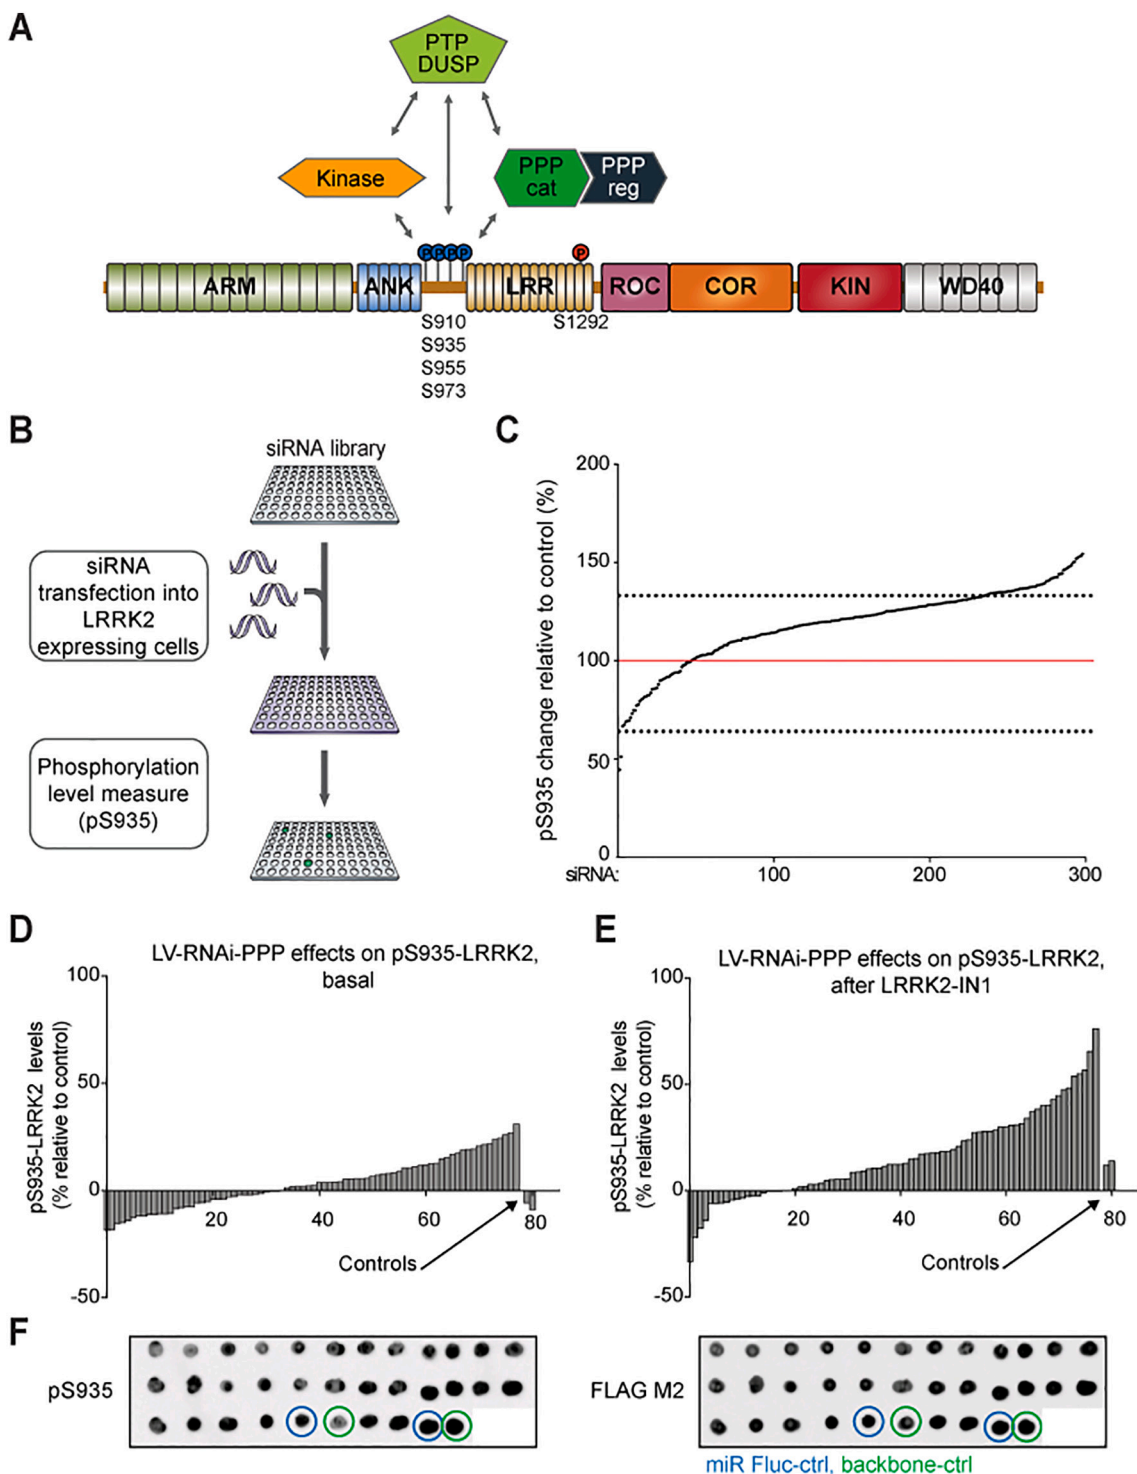 A
PTP
DUSP
Kinase
PPP
cat
PPP
reg
P P P P
P
ARM
ANK
LRR
ROC
COR
KIN
WD40
S910
S1292
S935
S955
S973
B
siRNA library
siRNA
transfection into
LRRK2
expressing cells
Phosphorylation
level measure
(pS935)
C
pS935 change relative to control (%)
200
150
100
50
0
siRNA:
100
200
300
D
LV-RNAi-PPP effects on pS935-LRRK2,
basal
pS935-LRRK2 levels
(% relative to control)
100
50
0
-50
20
40
60
80
Controls
E
LV-RNAi-PPP effects on pS935-LRRK2,
after LRRK2-IN1
pS935-LRRK2 levels
(% relative to control)
100
50
0
-50
20
40
60
80
Controls
F
pS935
FLAG M2
miR Fluc-ctrl, backbone-ctrl